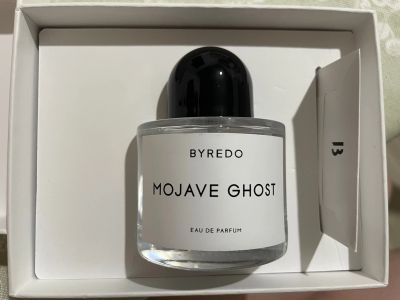 BYREDO
MOJAVE GHOST
EAU DE PARFUM
B